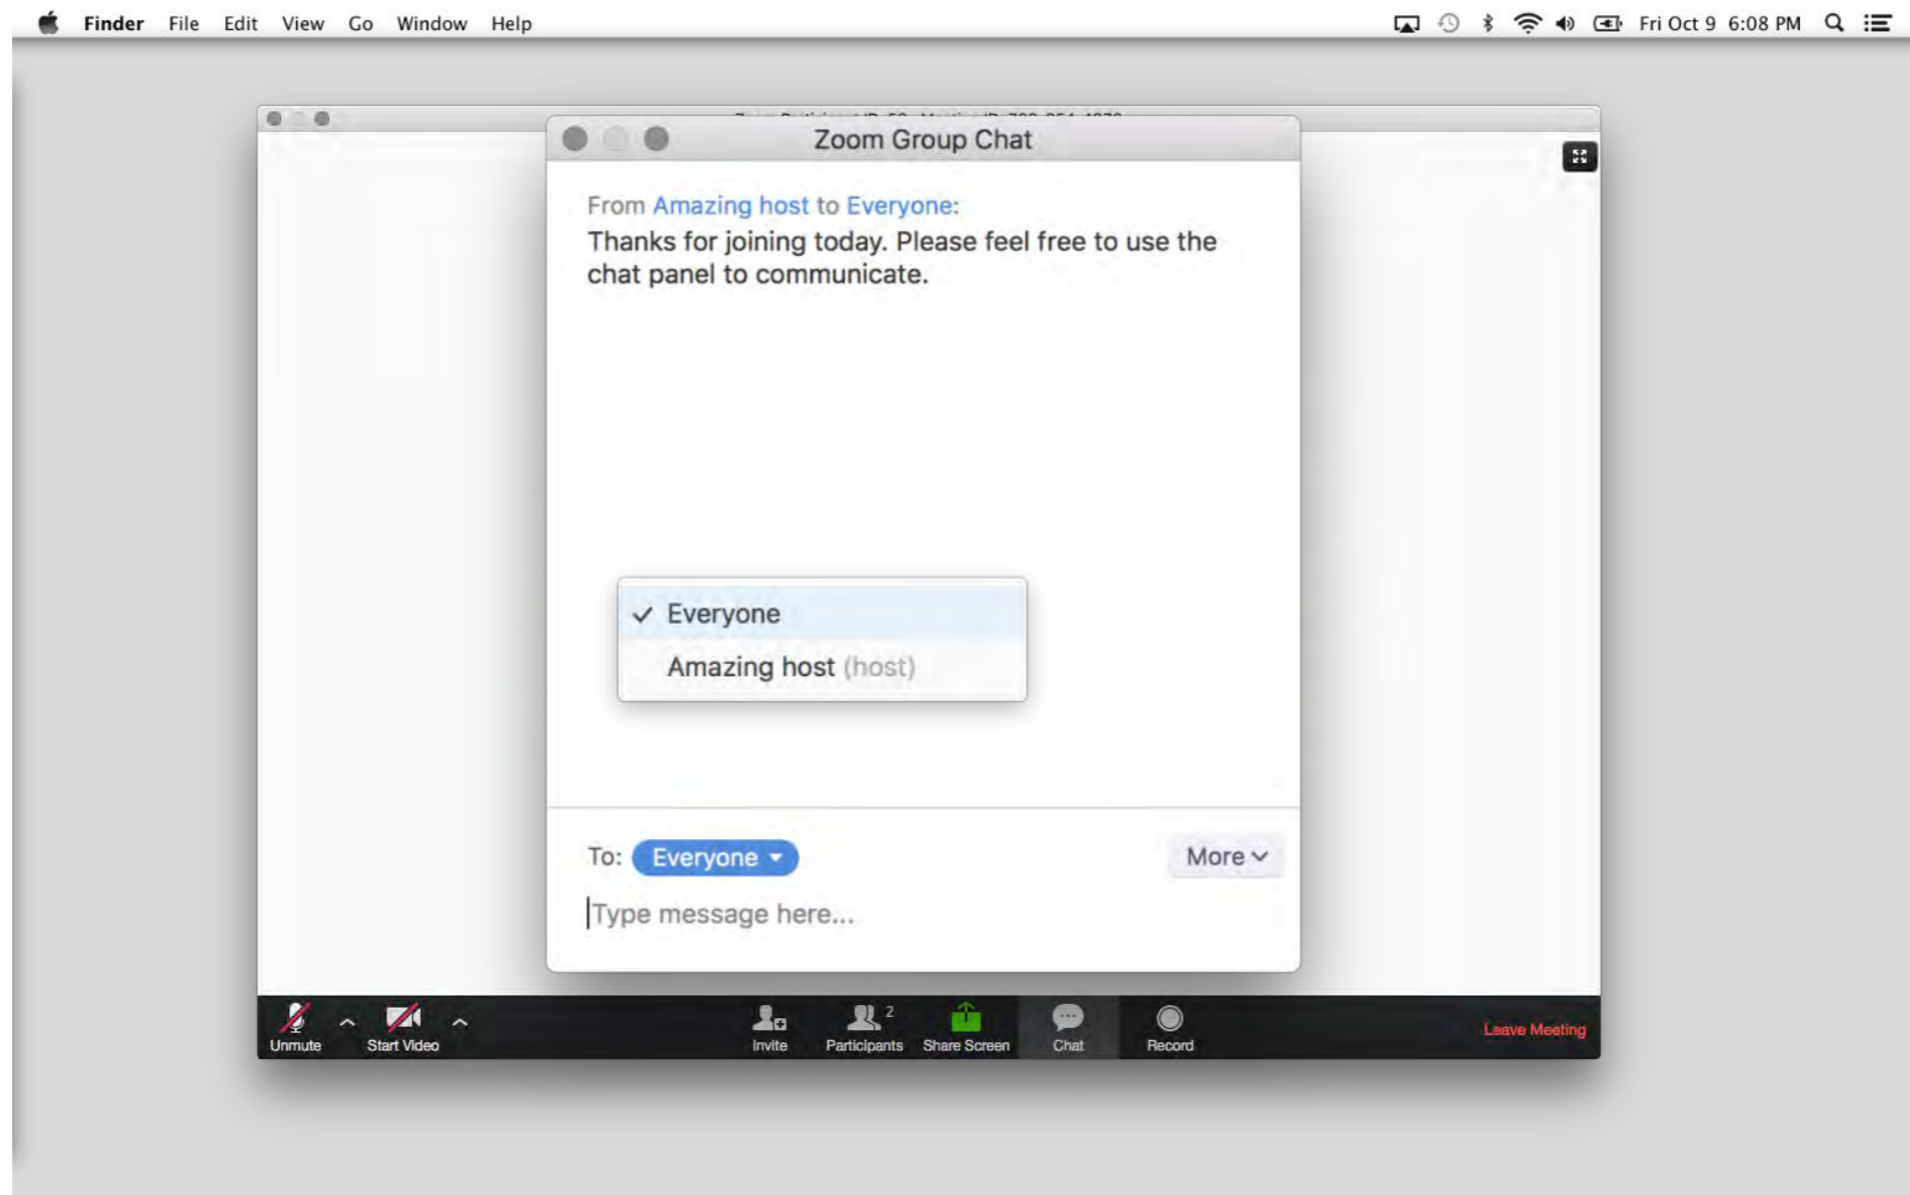 Finder File Edit View Go Window Help Fri Oct 9 6:08 PM
Zoom Group Chat
From Amazing host to Everyone:
Thanks for joining today. Please feel free to use the
chat panel to communicate.
Everyone
Amazing host (host)
To: Everyone More
Type message here...
2
Unmute Start Video Invite Participants Share Screen Chat Record Leave Meeting